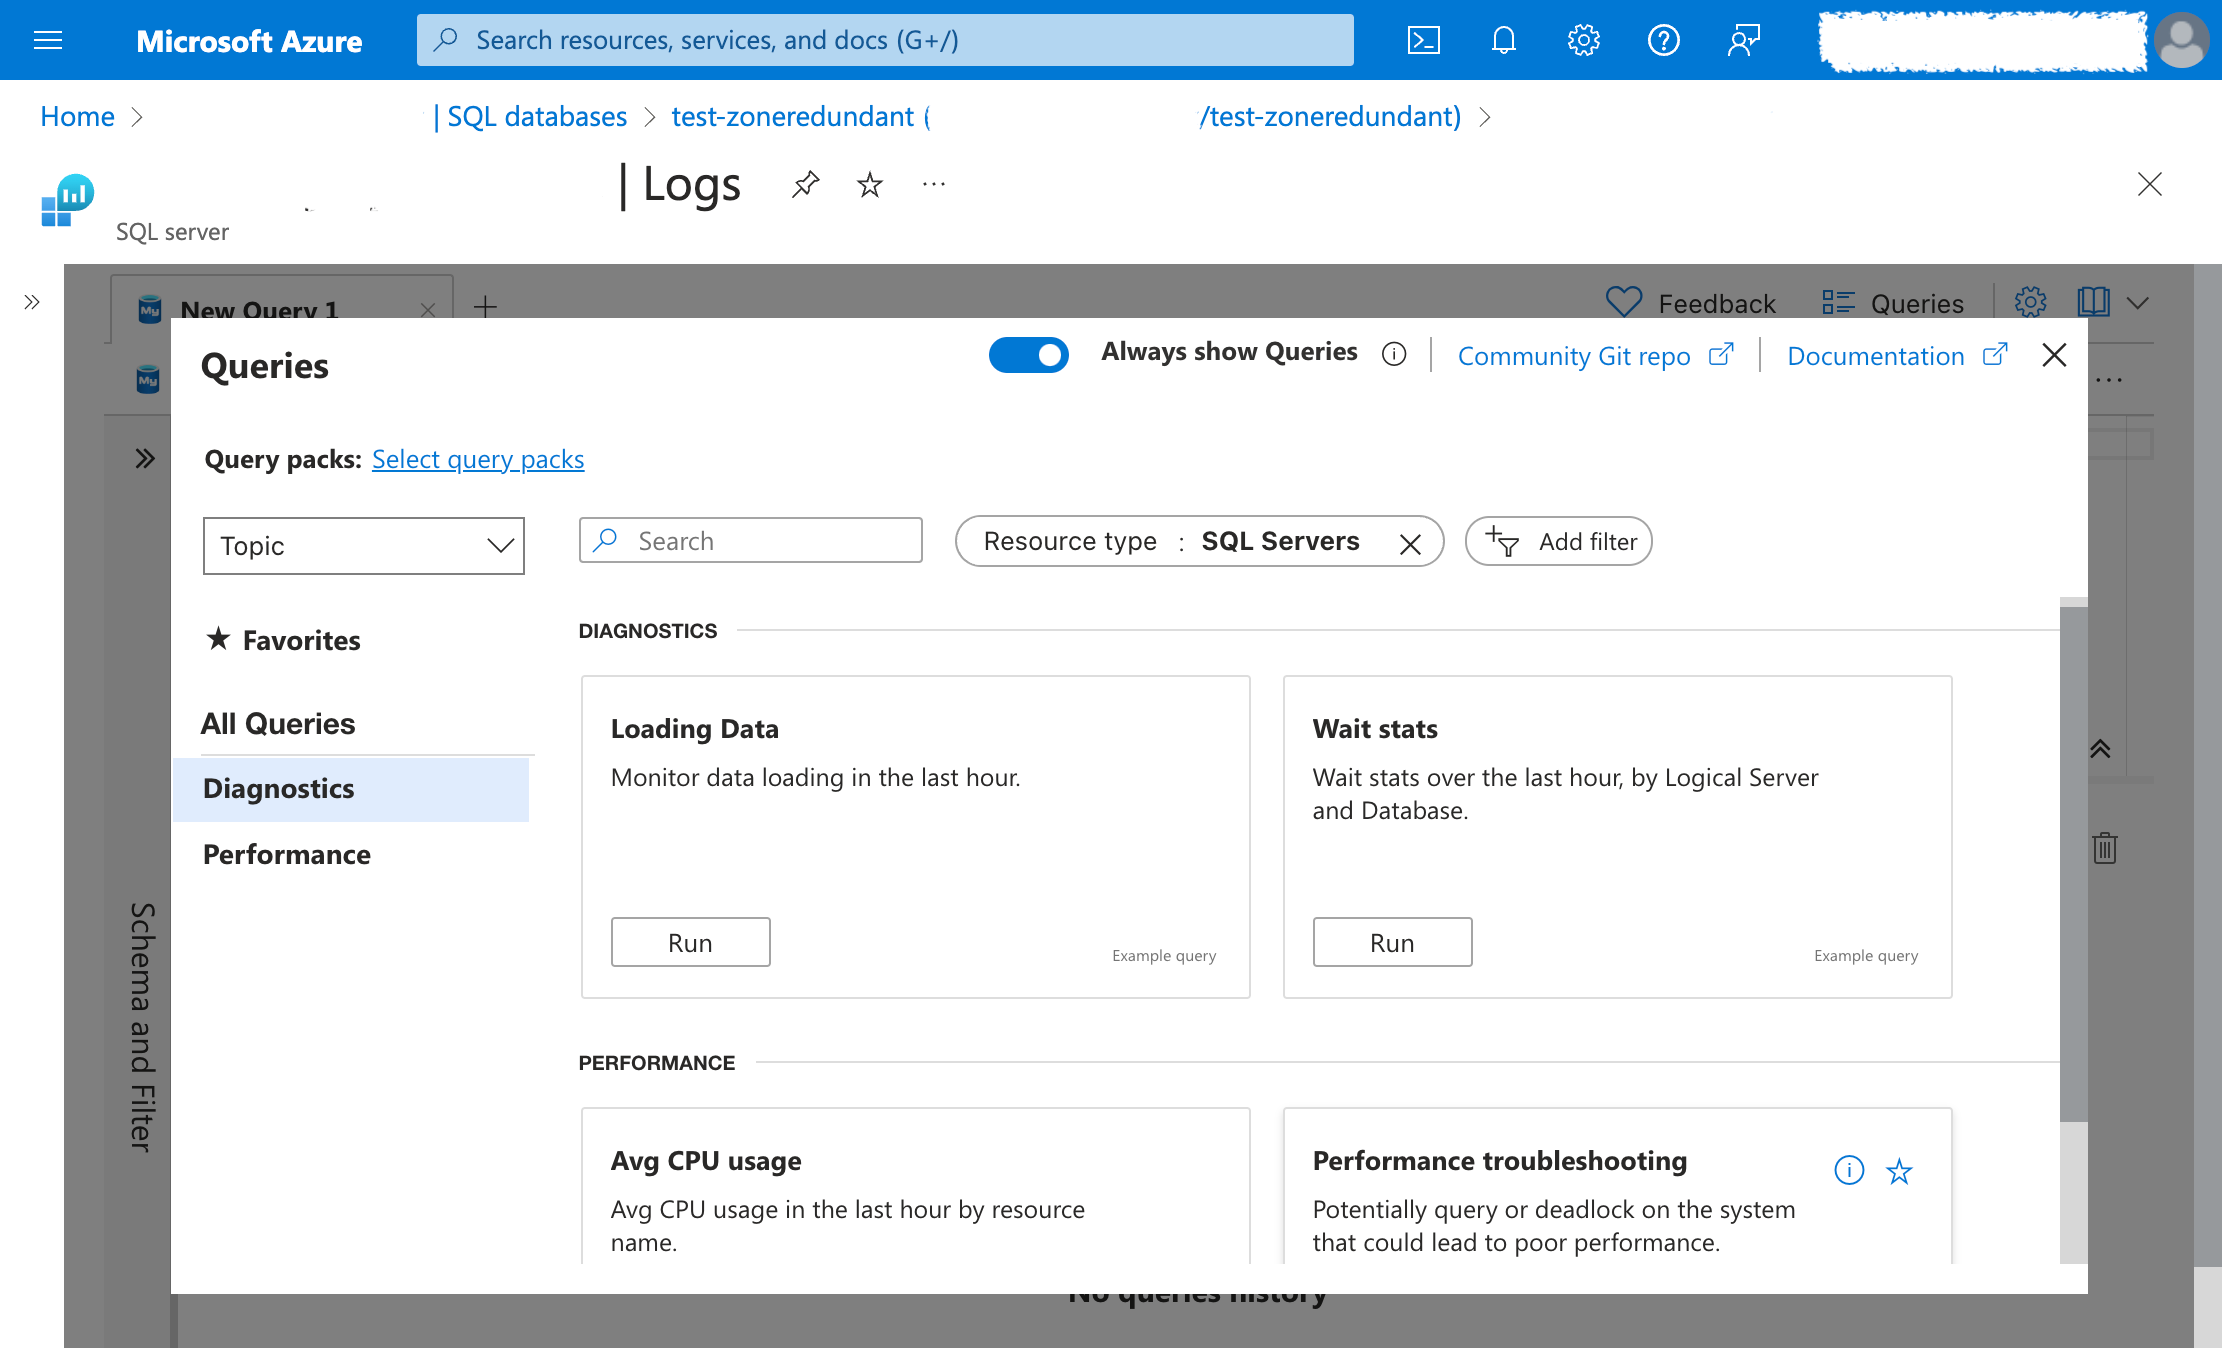 Microsoft Azure
Search resources, services, and docs (G+/)
Home > | SQL databases > test-zoneredundant ( /test-zoneredundant) >
| Logs
SQL server
New Query 1
Feedback
Queries
Queries
Always show Queries
Community Git repo
Documentation
Query packs: Select query packs
Topic
Search
Resource type : SQL Servers
Add filter
Favorites
All Queries
Diagnostics
Performance
Schema and Filter
DIAGNOSTICS
Loading Data
Monitor data loading in the last hour.
Run
Example query
Wait stats
Wait stats over the last hour, by Logical Server
and Database.
Run
Example query
PERFORMANCE
Avg CPU usage
Avg CPU usage in the last hour by resource
name.
Performance troubleshooting
Potentially query or deadlock on the system
that could lead to poor performance.
No queries history